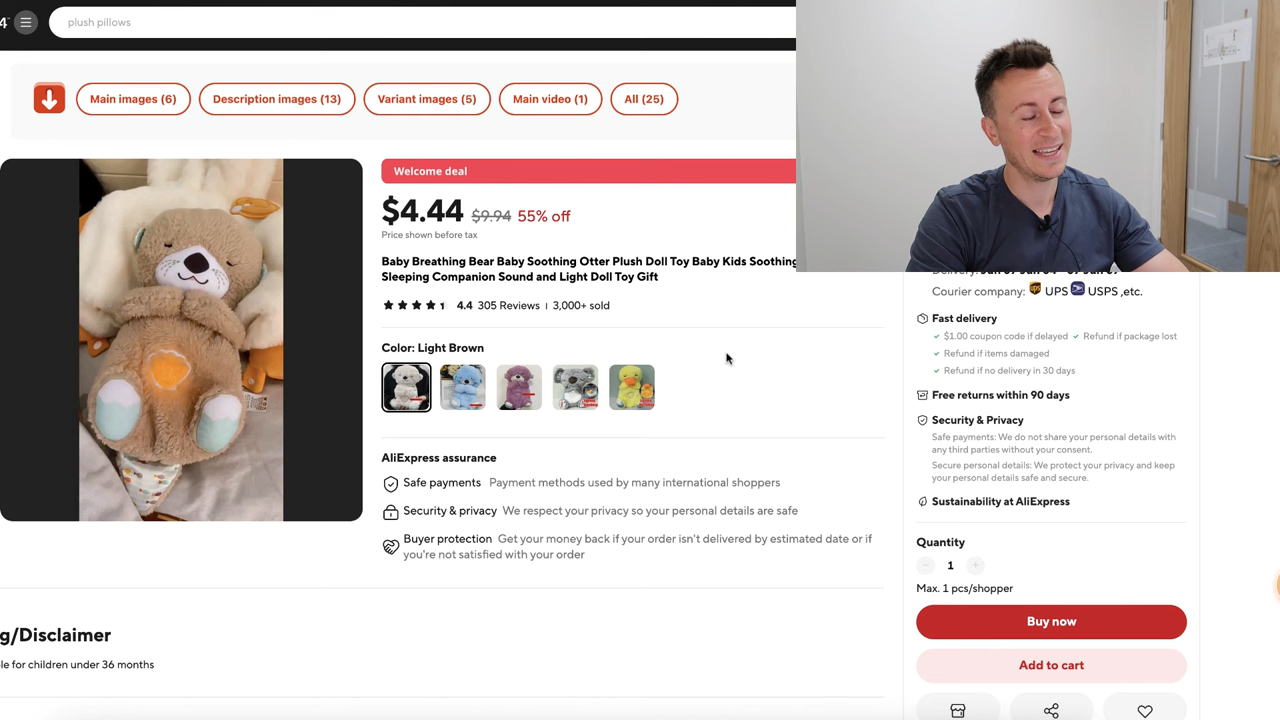 4
plush pillows
Main images (6)
Description images (13)
Variant images (5)
Main video (1)
All (25)
Welcome deal
$4.44 $9.94 55% off
Price shown before tax
Baby Breathing Bear Baby Soothing Otter Plush Doll Toy Baby Kids Soothing
Sleeping Companion Sound and Light Doll Toy Gift
4.4 305 Reviews 3,000+ sold
Color: Light Brown
AliExpress assurance
Safe payments Payment methods used by many international shoppers
Security & privacy We respect your privacy so your personal details are safe
Buyer protection Get your money back if your order isn't delivered by estimated date or if
you're not satisfied with your order
g/Disclaimer
le for children under 36 months
Courier company: UPS USPS ,etc.
Fast delivery
$1.00 coupon code if delayed Refund if package lost
Refund if items damaged
Refund if no delivery in 30 days
Free returns within 90 days
Security & Privacy
Safe payments: We do not share your personal details with
any third parties without your consent.
Secure personal details: We protect your privacy and keep
your personal details safe and secure.
Sustainability at AliExpress
Quantity
1
Max. 1 pcs/shopper
Buy now
Add to cart